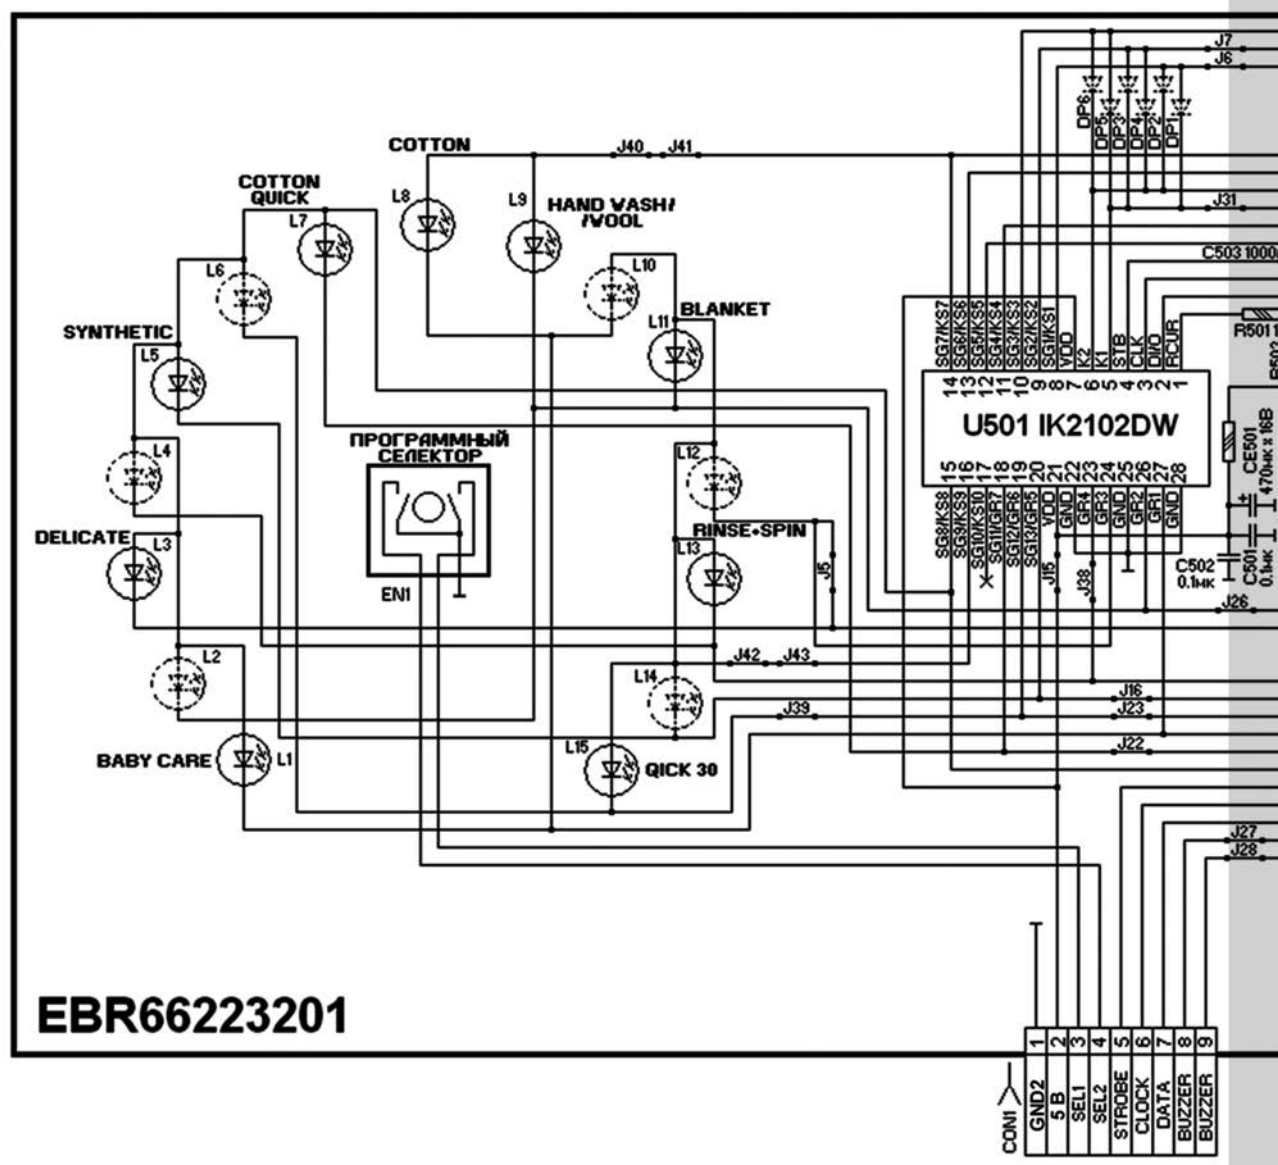 J7
J6
DP6
DP5
DP3
DP4
DP2
DP1
COTTON
J40
J41
COTTON
QUICK
L7
L8
L9
HAND WASH/
/WOOL
J31
C503 1000
L6
L10
BLANKET
L11
SYNTHETIC
L5
R5011
SG7/KS7
SG6/KS6
SG5/KS5
SG4/KS4
SG3/KS3
SG2/KS2
SG1/KS1
VDD
K2
K1
STB
CLK
DI/O
RCUR
14
13
12
11
10
9
8
7
6
5
4
3
2
1
U501 IK2102DW
15
16
17
18
19
20
21
22
23
24
25
26
27
28
SG8/KS8
SG9/KS9
SG10/KS10
SG11/GR7
SG12/GR6
SG13/GR5
VDD
GND
GR4
GR3
GND
GR2
GR1
GND
CE501
470мк x 16В
+
ПРОГРАММНЫЙ
СЕЛЕКТОР
L4
L12
DELICATE
L3
RINSE+SPIN
L13
EN1
J5
J15
J38
C502
0.1мк
C501
0.1мк
J26
L2
J42
J43
L14
J16
J39
J23
BABY CARE
L1
L15
QICK 30
J22
J27
J28
EBR66223201
CON1
1
2
3
4
5
6
7
8
9
GND2
5 В
SEL1
SEL2
STROBE
CLOCK
DATA
BUZZER
BUZZER